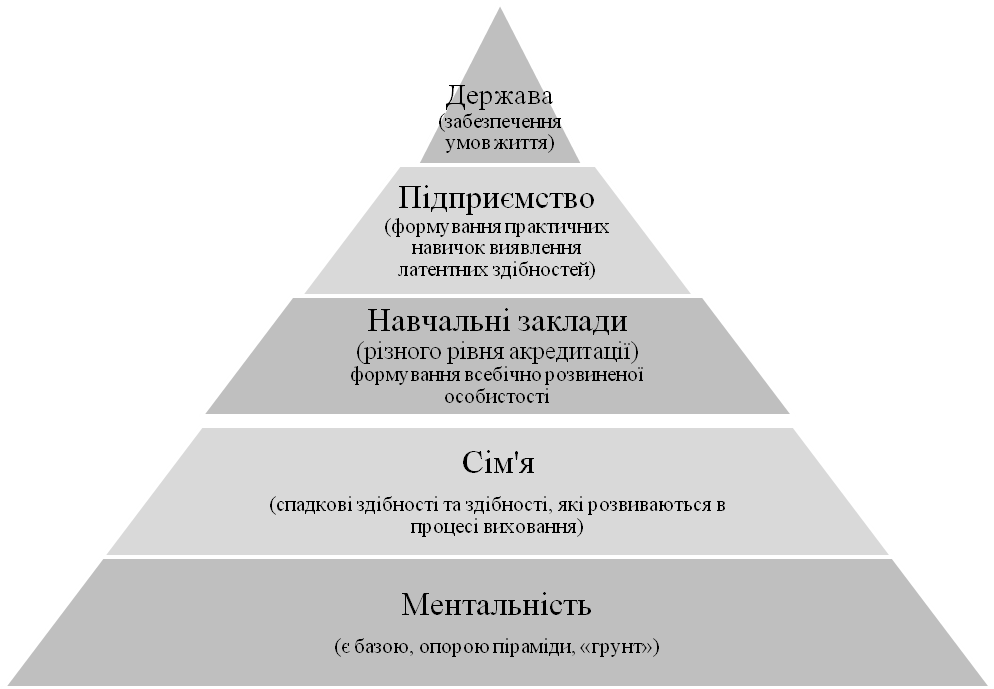 Держава
(забезпечення
умов життя)
Підприємство
(формування практичних
навичок виявлення
латентних здібностей)
Навчальні заклади
(різного рівня акредитації)
формування всебічно розвиненої
особистості
Сім'я
(спадкові здібності та здібності, які розвиваються в
процесі виховання)
Ментальність
(є базою, опорою піраміди, «грунт»)